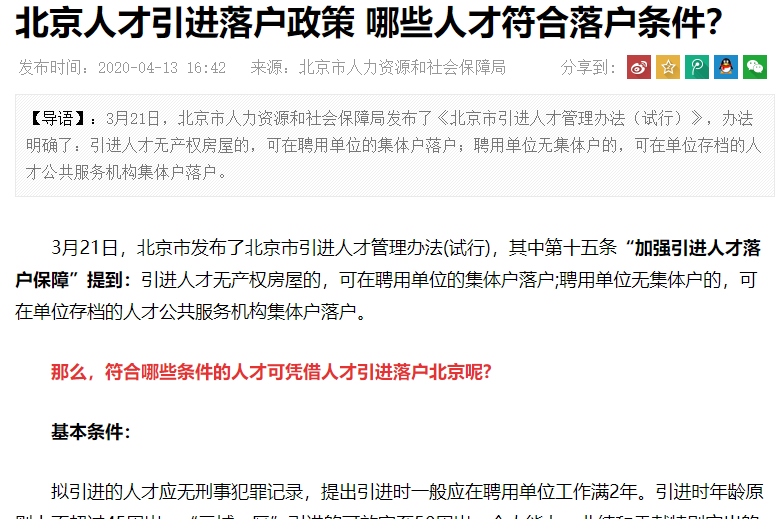 北京人才引进落户政策 哪些人才符合落户条件？
发布时间：2020-04-13 16:42 来源：北京市人力资源和社会保障局 分享到：
【导语】：3月21日，北京市人力资源和社会保障局发布了《北京市引进人才管理办法（试行）》，办法
明确了：引进人才无产权房屋的，可在聘用单位的集体户落户；聘用单位无集体户的，可在单位存档的人
才公共服务机构集体户落户。
3月21日，北京市发布了北京市引进人才管理办法(试行)，其中第十五条“加强引进人才落
户保障”提到：引进人才无产权房屋的，可在聘用单位的集体户落户;聘用单位无集体户的，可
在单位存档的人才公共服务机构集体户落户。
那么，符合哪些条件的人才可凭借人才引进落户北京呢？
基本条件：
拟引进的人才应无刑事犯罪记录，提出引进时一般应在聘用单位工作满2年。引进时年龄原